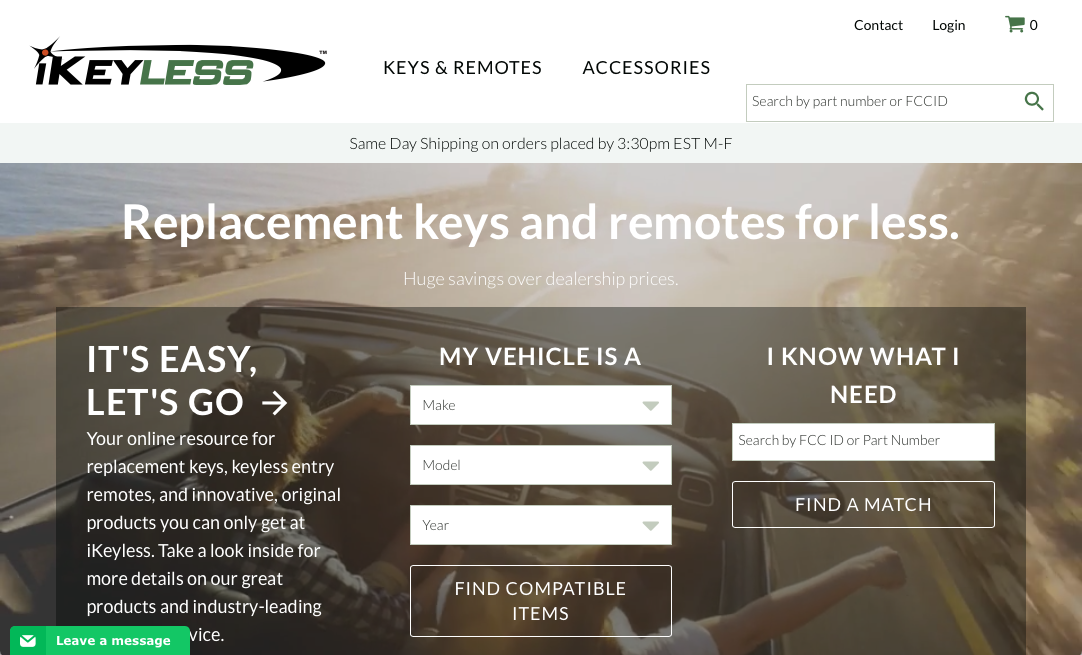 Contact Login 0
iKEYLESS™
KEYS & REMOTES ACCESSORIES
Search by part number or FCCID
Same Day Shipping on orders placed by 3:30pm EST M-F
Replacement keys and remotes for less.
Huge savings over dealership prices.
IT'S EASY,
LET'S GO →
Your online resource for
replacement keys, keyless entry
remotes, and innovative, original
products you can only get at
iKeyless. Take a look inside for
more details on our great
products and industry-leading
vice.
MY VEHICLE IS A
Make
Model
Year
FIND COMPATIBLE
ITEMS
I KNOW WHAT I
NEED
Search by FCC ID or Part Number
FIND A MATCH
Leave a message